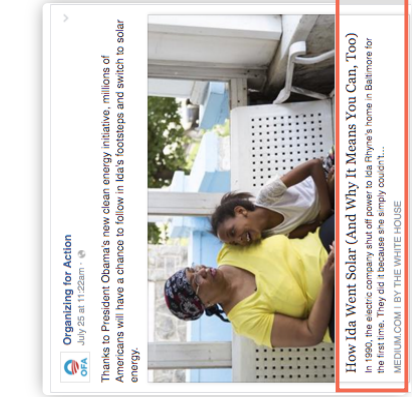 OFA
Organizing for Action
July 25 at 11:22am ·
Thanks to President Obama's new clean energy initiative, millions of
Americans will have a chance to follow in Ida's footsteps and switch to solar
energy.
How Ida Went Solar (And Why It Means You Can, Too)
In 1990, the electric company shut off power to Ida Rhyne's home in Baltimore for
the first time. They did it because she simply couldn't...
MEDIUM.COM | BY THE WHITE HOUSE